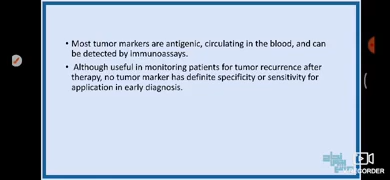 • Most tumor markers are antigenic, circulating in the blood, and can
be detected by immunoassays.
• Although useful in monitoring patients for tumor recurrence after
therapy, no tumor marker has definite specificity or sensitivity for
application in early diagnosis.
CORDER